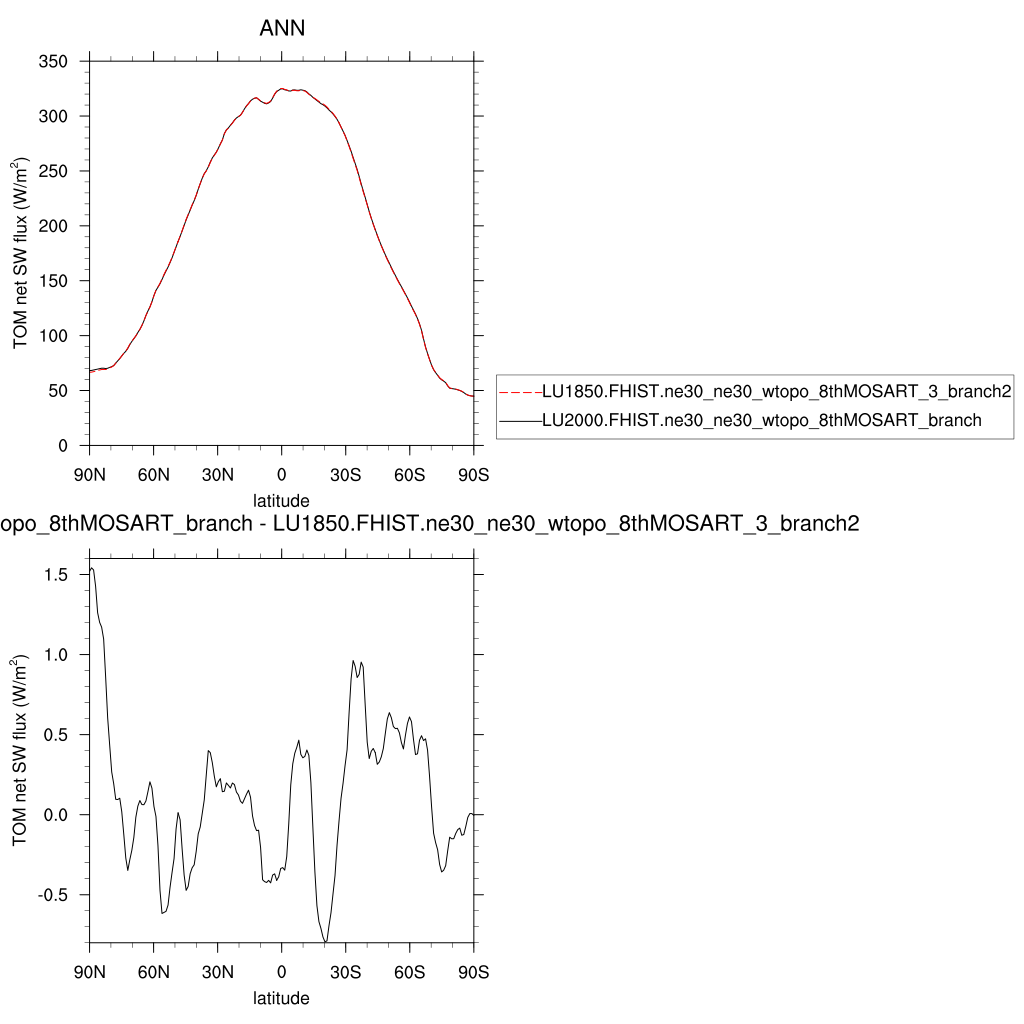 ANN
350
300
250
200
150
100
50
0
TOM net SW flux (W/m²)
90N 60N 30N 0 30S 60S 90S
latitude
LU1850.FHIST.ne30_ne30_wtopo_8thMOSART_3_branch2
LU2000.FHIST.ne30_ne30_wtopo_8thMOSART_branch
opo_8thMOSART_branch - LU1850.FHIST.ne30_ne30_wtopo_8thMOSART_3_branch2
1.5
1.0
0.5
0.0
-0.5
TOM net SW flux (W/m²)
90N 60N 30N 0 30S 60S 90S
latitude